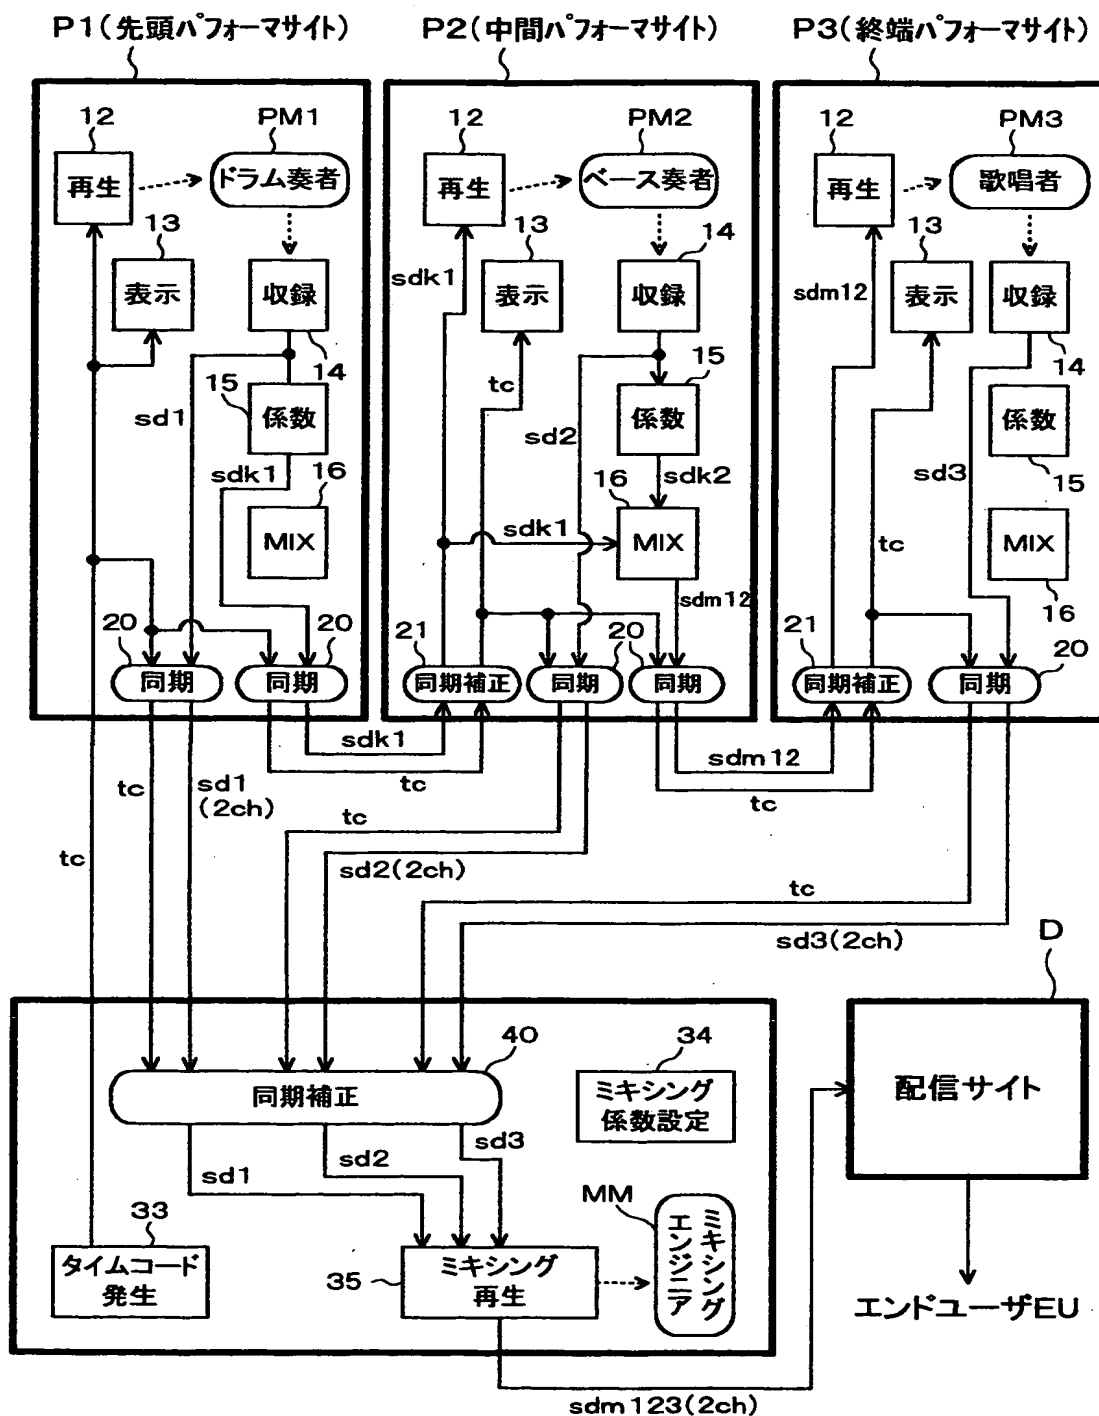 P1(先頭パフォーマサイト)
P2(中間パフォーマサイト)
P3(終端パフォーマサイト)
12
PM1
再生
ドラム奏者
13
表示
収録
14
15
係数
sd1
sdk1
16
MIX
20
20
同期
同期
12
PM2
再生
ベース奏者
13
14
sdk1
表示
収録
tc
15
係数
sd2
sdk2
16
sdk1
MIX
sdm12
21
20
同期補正
同期
同期
12
PM3
再生
歌唱者
13
sdm12
表示
収録
14
係数
sd3
15
tc
MIX
16
21
20
同期補正
同期
sdk1
tc
sdm12
tc
tc
sd1
(2ch)
tc
tc
sd2(2ch)
tc
sd3(2ch)
D
40
同期補正
34
ミキシング
係数設定
配信サイト
sd1
sd2
sd3
MM
ミキシング
エンジニア
33
タイムコード
発生
35
ミキシング
再生
エンドユーザEU
sdm123(2ch)